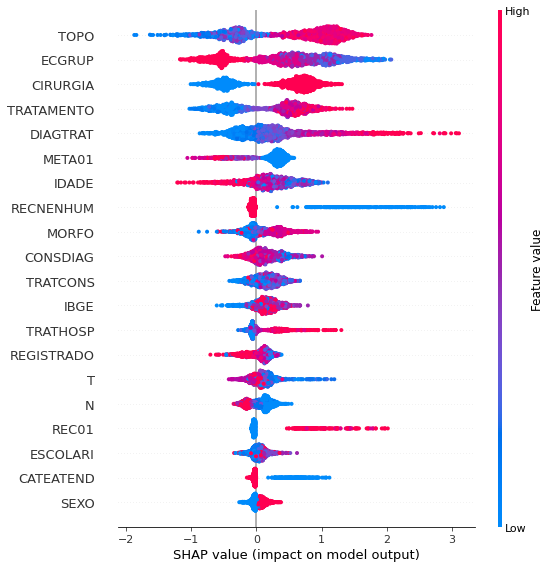 High
TOPO
ECGRUP
CIRURGIA
TRATAMENTO
DIAGTRAT
META01
IDADE
RECNENHUM
MORFO
CONSDIAG
TRATCONS
IBGE
TRATHOSP
REGISTRADO
T
N
REC01
ESCOLARI
CATEATEND
SEXO
Feature value
Low
−2 −1 0 1 2 3
SHAP value (impact on model output)